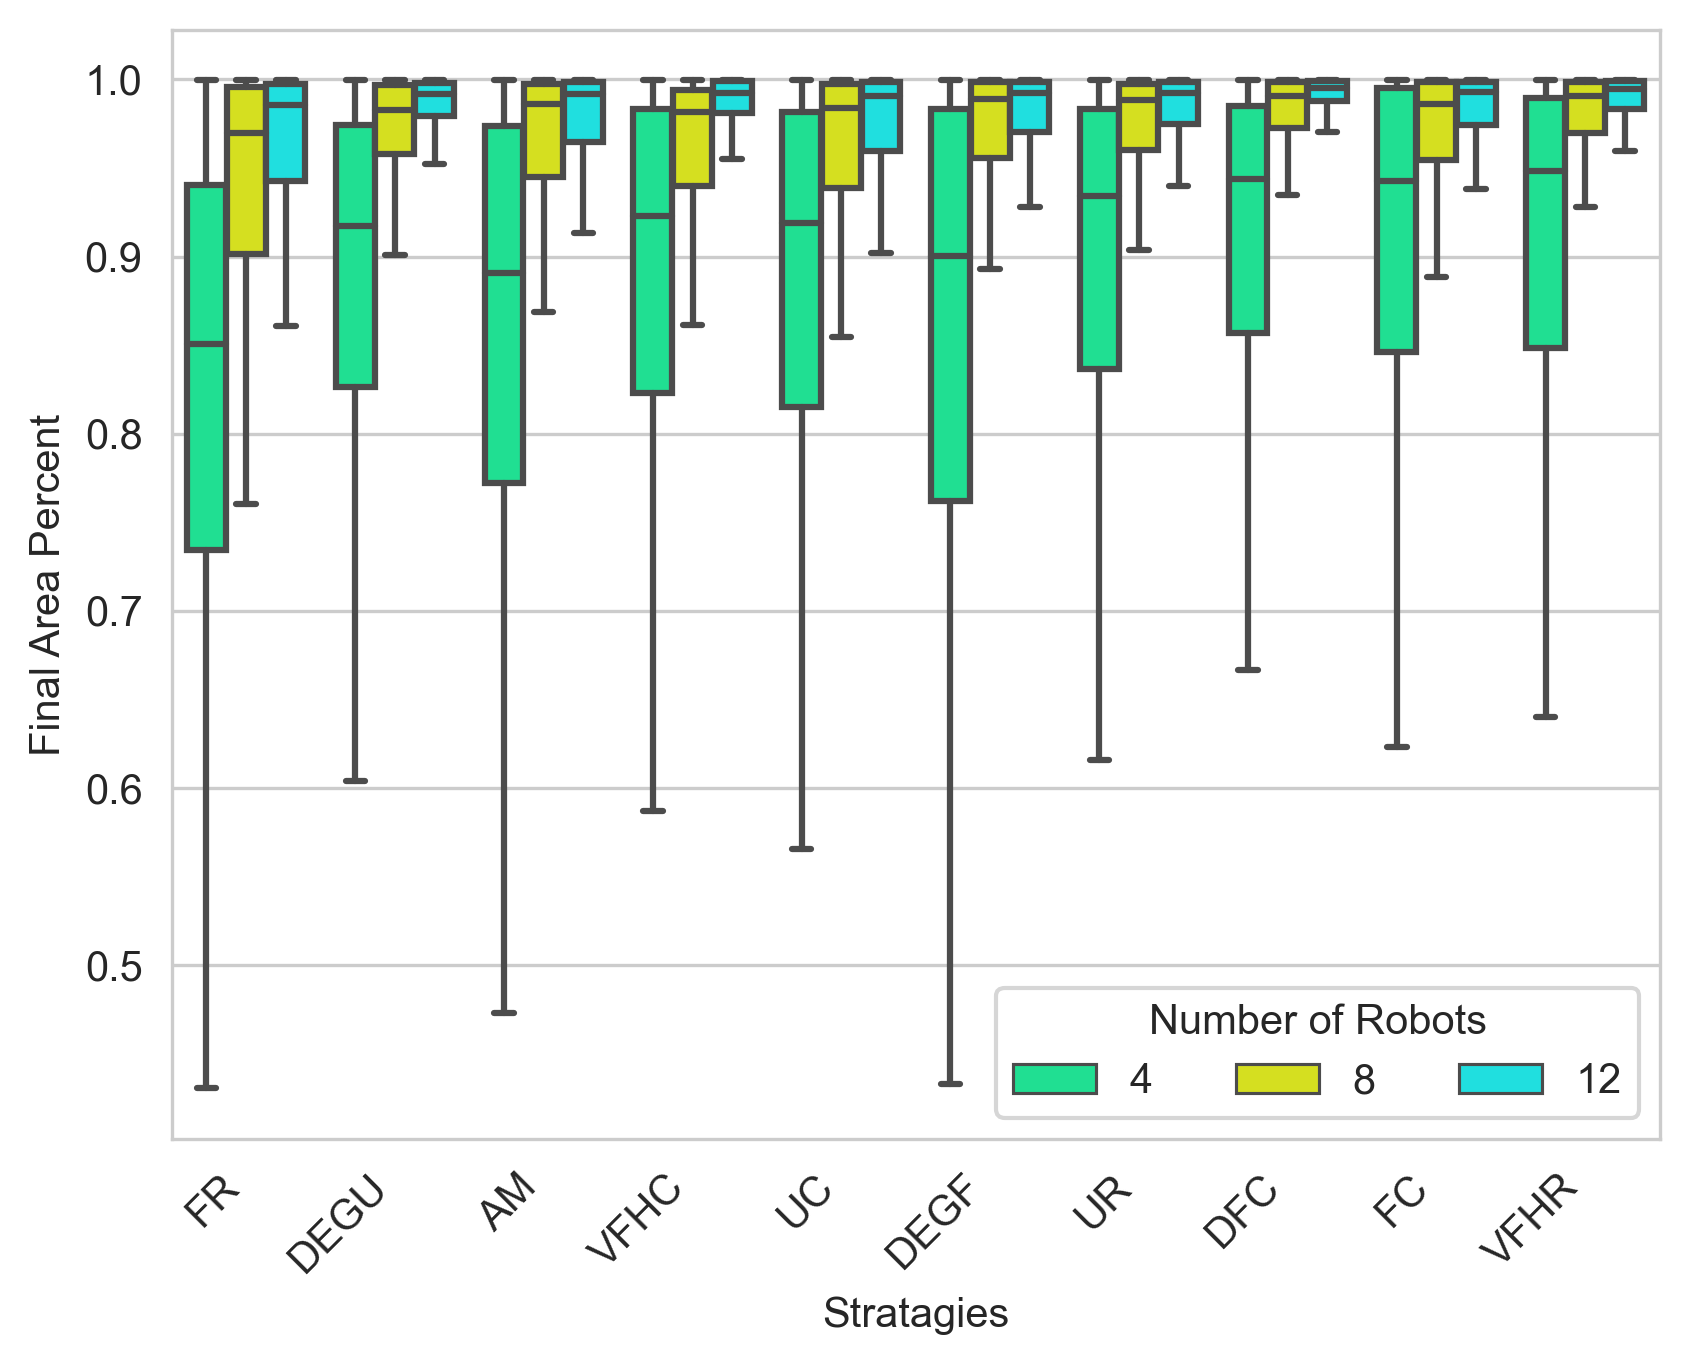 1.0
0.9
0.8
0.7
0.6
0.5
Final Area Percent
Number of Robots
4 8 12
FR DEGU AM VFHC UC DEGF UR DFC FC VFHR
Stratagies